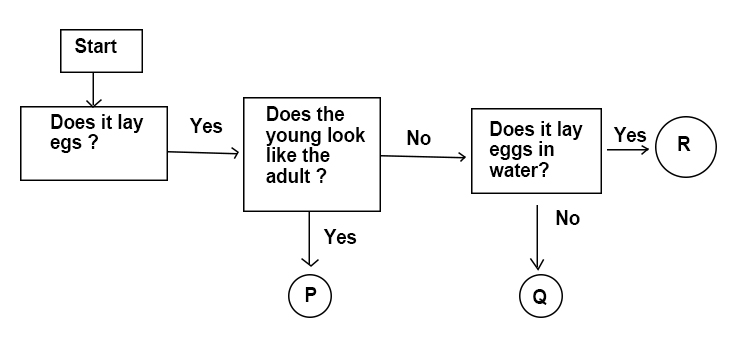 Start
Does it lay
egs ?
Yes
Does the
young look
like the
adult ?
No
Does it lay
eggs in
water?
Yes
R
Yes
No
P
Q